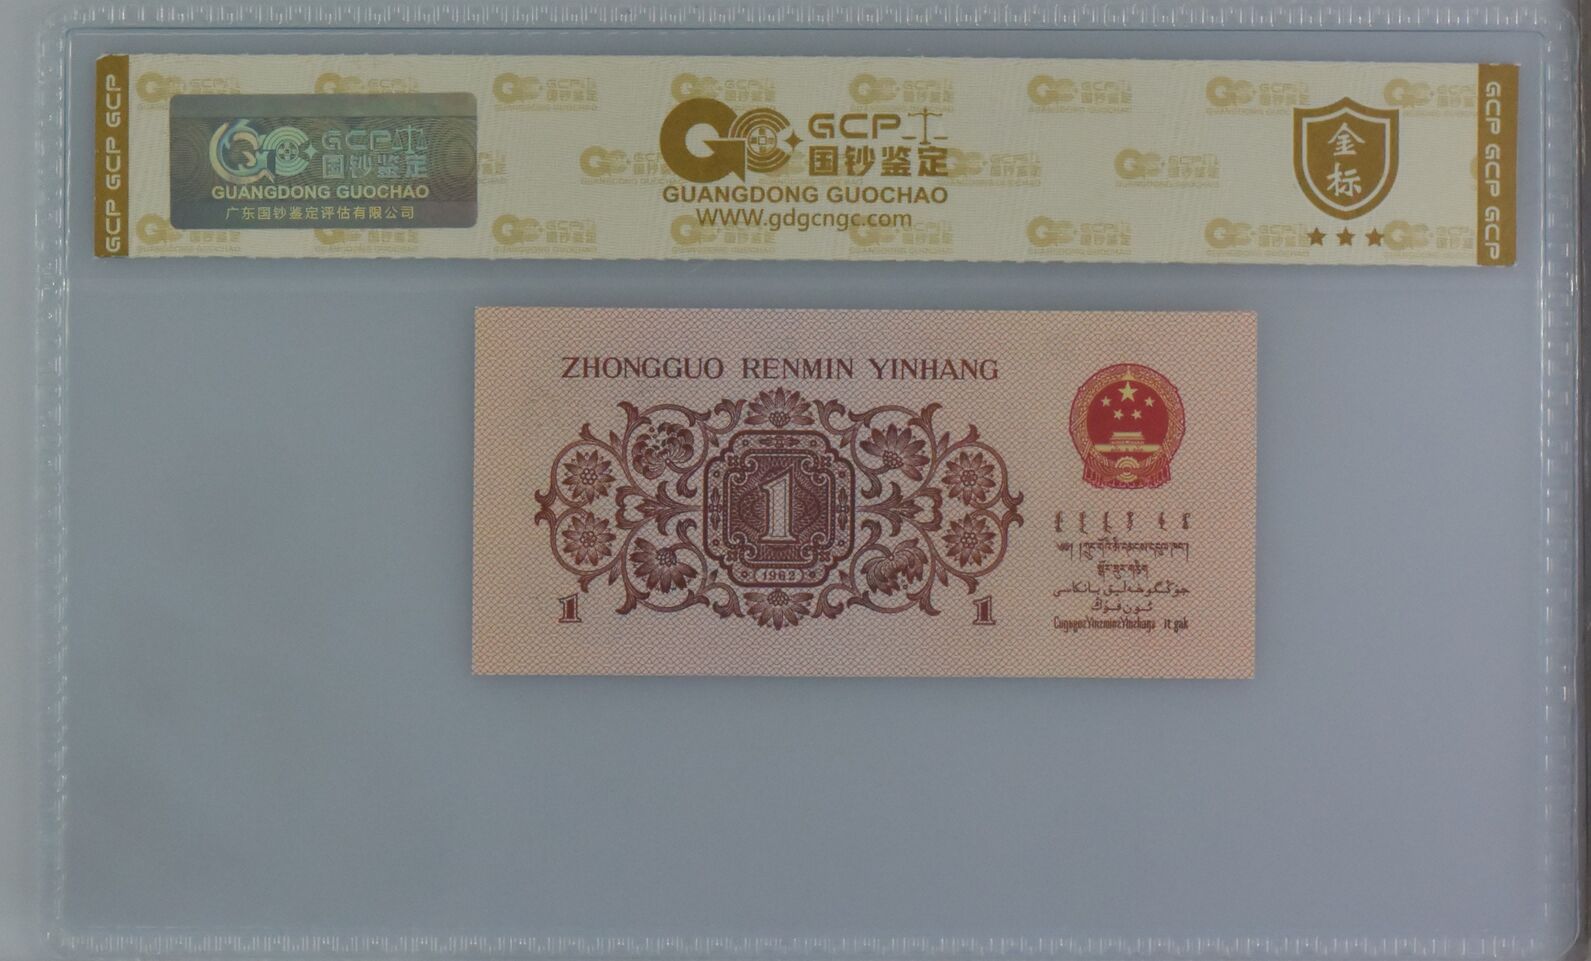 GCP GCP GCP
GCP
国钞鉴定
GUANGDONG GUOCHAO
广东国钞鉴定评估有限公司
GCP
国钞鉴定
GUANGDONG GUOCHAO
WWW.gdgcngc.com
金
标
GCP GCP GCP
ZHONGGUO RENMIN YINHANG
1
1962
1
1